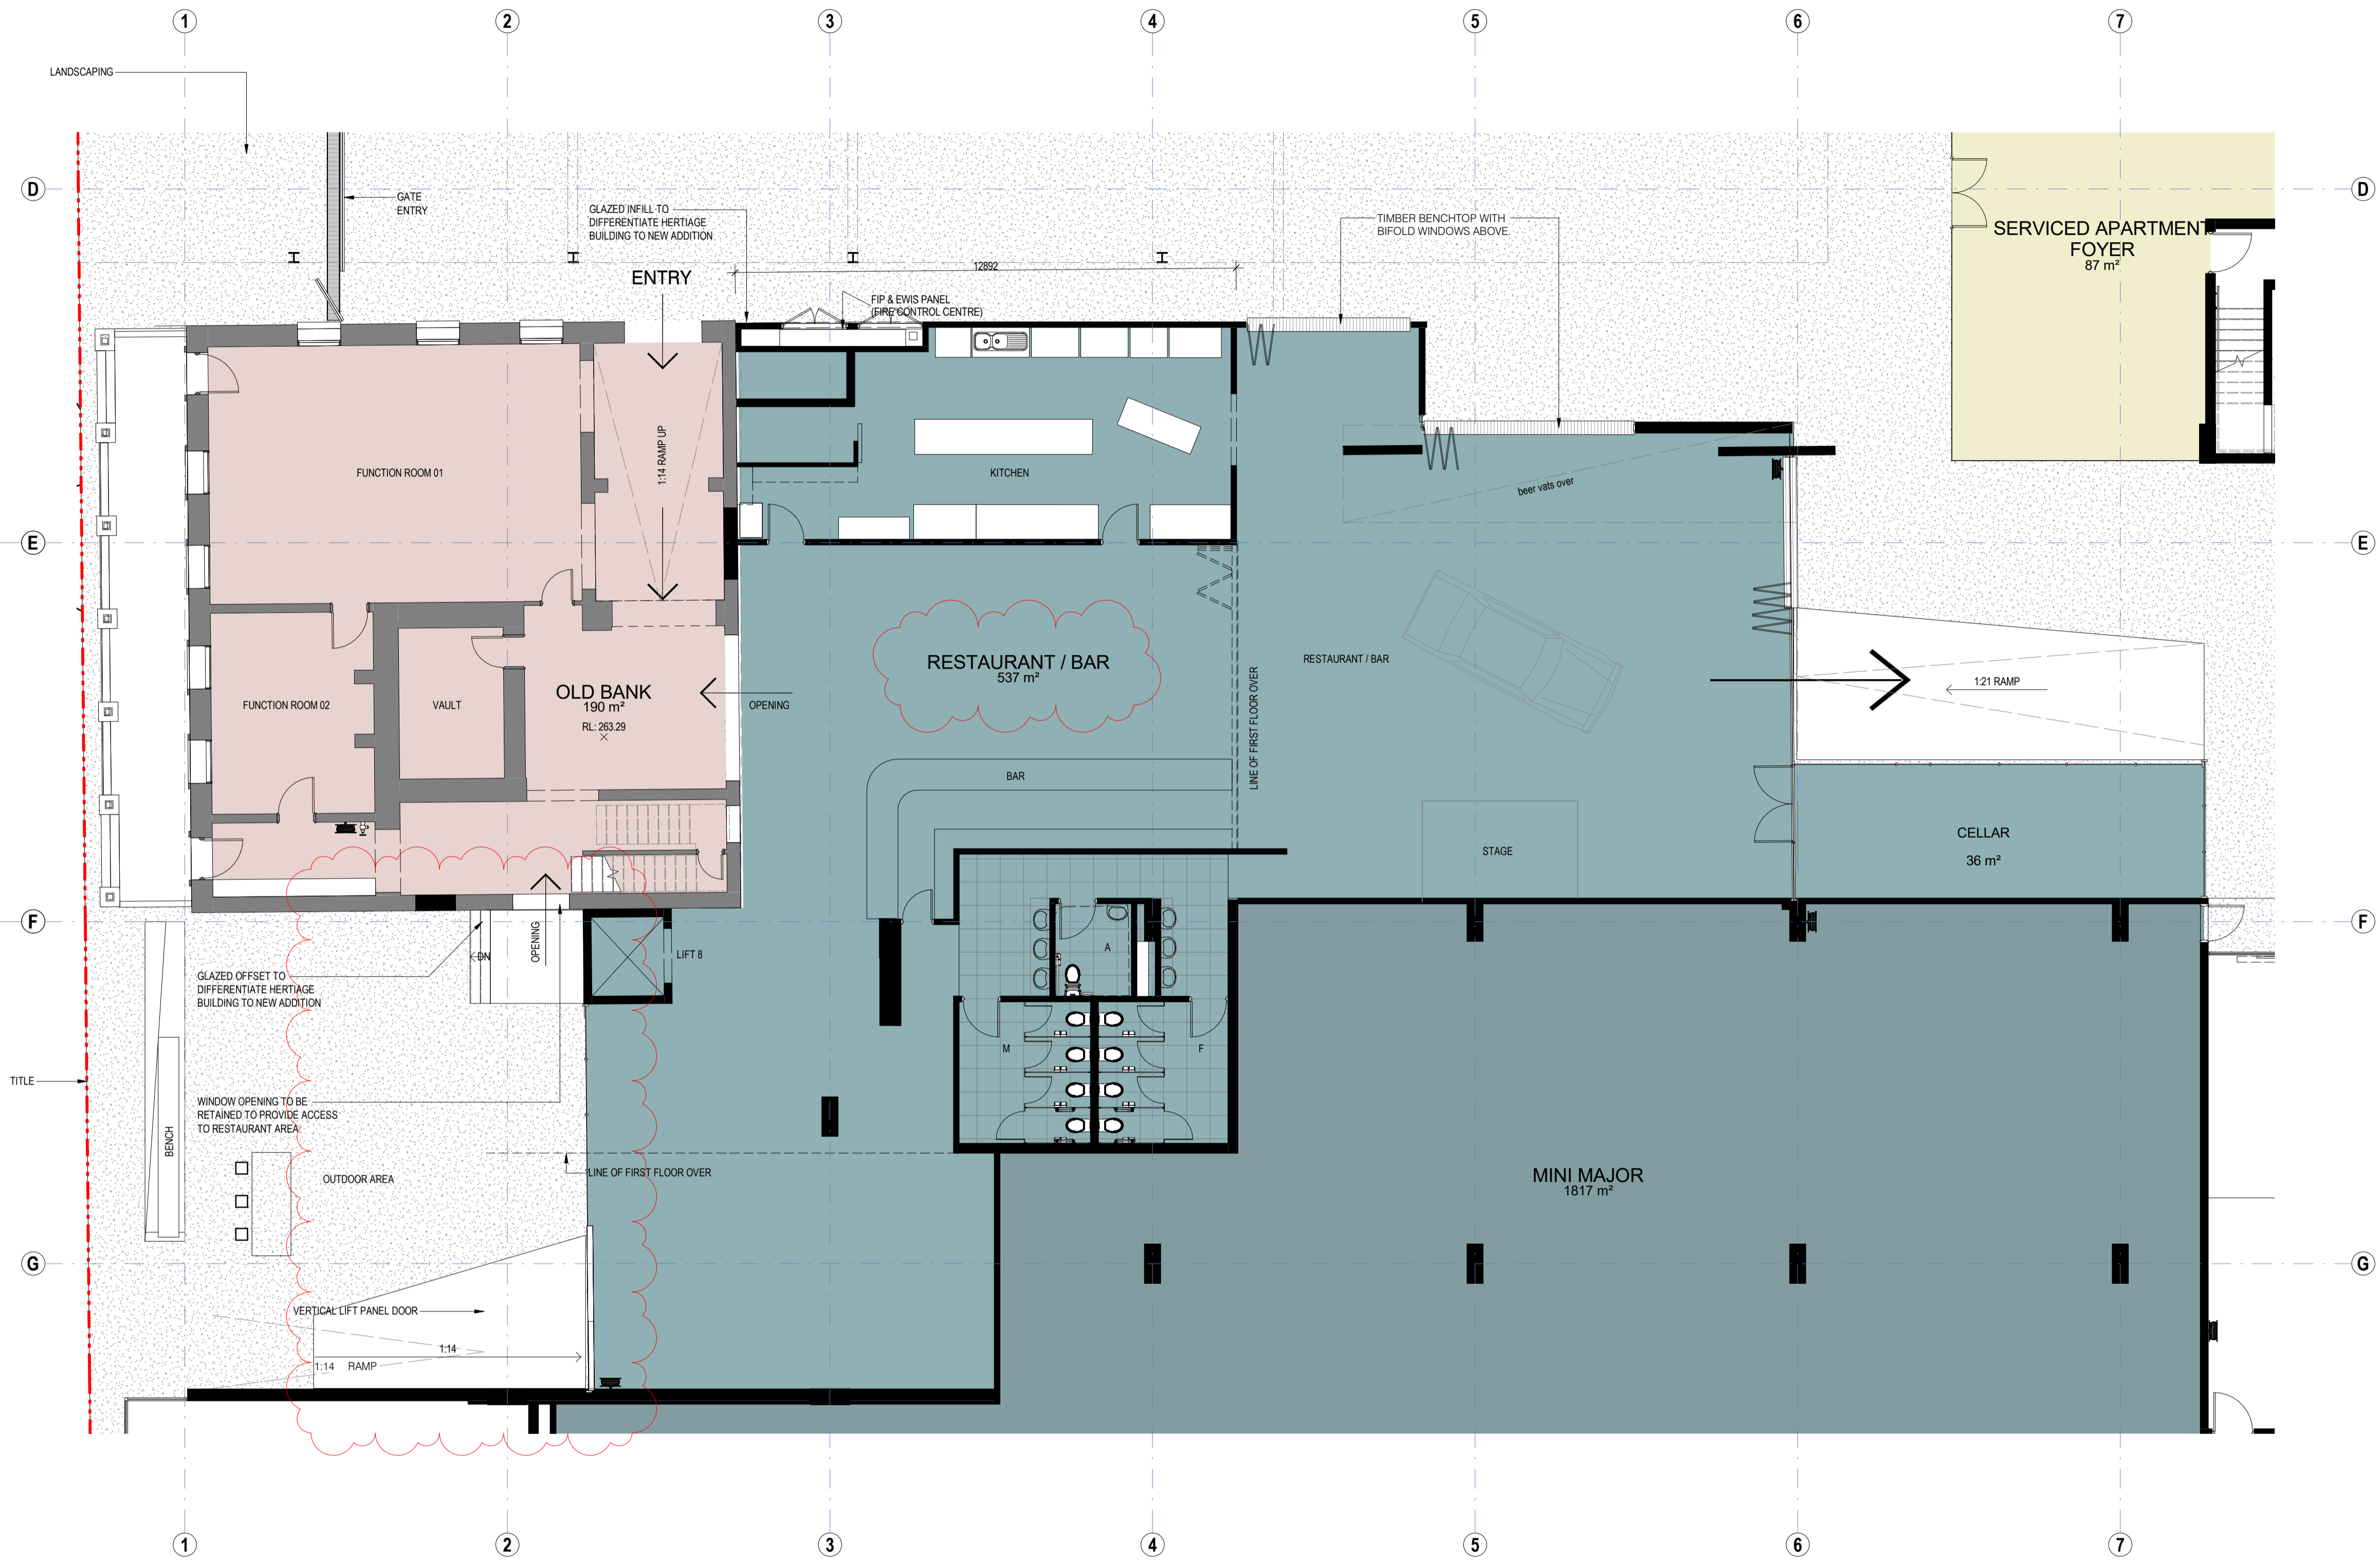 1 2 3 4 5 6 7
LANDSCAPING
D D
GATE
ENTRY
GLAZED INFILL TO
DIFFERENTIATE HERTIAGE
BUILDING TO NEW ADDITION
TIMBER BENCHTOP WITH
BIFOLD WINDOWS ABOVE.
SERVICED APARTMENT
FOYER
87 m²
12892
ENTRY
FIP & EWIS PANEL
(FIRE CONTROL CENTRE)
1:14 RAMP UP
FUNCTION ROOM 01
KITCHEN
beer vats over
E E
RESTAURANT / BAR
537 m²
RESTAURANT / BAR
LINE OF FIRST FLOOR OVER
1:21 RAMP
OLD BANK
190 m²
RL: 263.29
FUNCTION ROOM 02
VAULT
OPENING
BAR
STAGE
CELLAR
36 m²
F F
OPENING
DN
LIFT 8
A
GLAZED OFFSET TO
DIFFERENTIATE HERTIAGE
BUILDING TO NEW ADDITION
M
F
TITLE
WINDOW OPENING TO BE
RETAINED TO PROVIDE ACCESS
TO RESTAURANT AREA
BENCH
OUTDOOR AREA
LINE OF FIRST FLOOR OVER
MINI MAJOR
1817 m²
G G
VERTICAL LIFT PANEL DOOR
1:14
1:14 RAMP
1 2 3 4 5 6 7